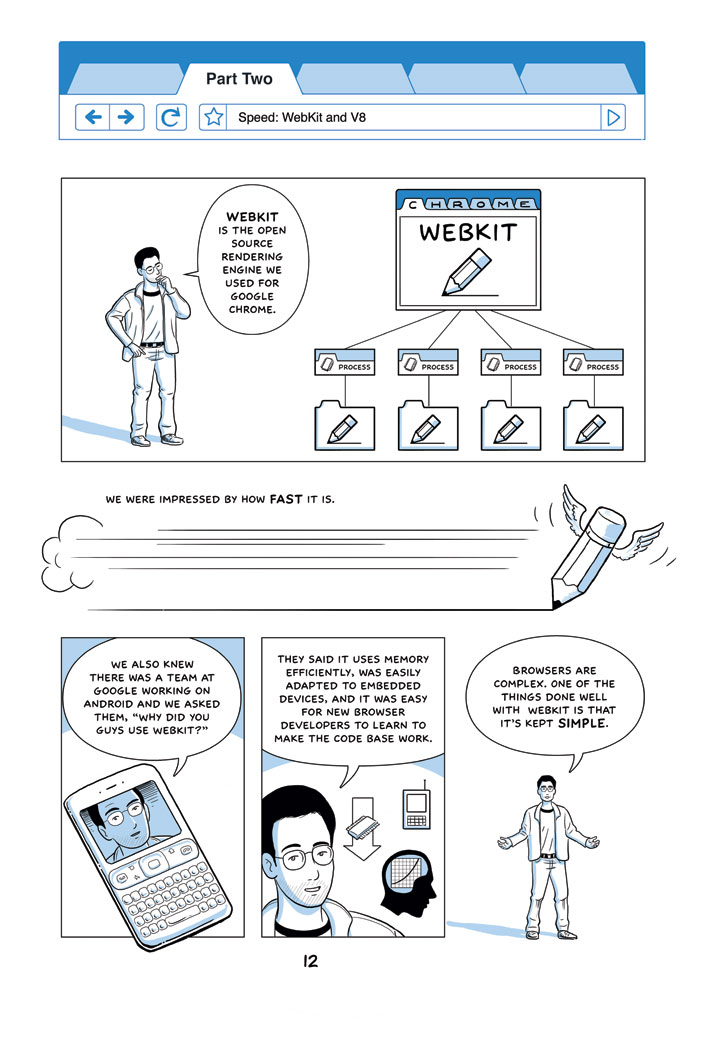 Part Two
Speed: WebKit and V8
WEBKIT
IS THE OPEN
SOURCE
RENDERING
ENGINE WE
USED FOR
GOOGLE
CHROME.
CHROME
WEBKIT
PROCESS
PROCESS
PROCESS
PROCESS
WE WERE IMPRESSED BY HOW FAST IT IS.
WE ALSO KNEW
THERE WAS A TEAM AT
GOOGLE WORKING ON
ANDROID AND WE ASKED
THEM, “WHY DID YOU
GUYS USE WEBKIT?”
THEY SAID IT USES MEMORY
EFFICIENTLY, WAS EASILY
ADAPTED TO EMBEDDED
DEVICES, AND IT WAS EASY
FOR NEW BROWSER
DEVELOPERS TO LEARN TO
MAKE THE CODE BASE WORK.
BROWSERS ARE
COMPLEX. ONE OF THE
THINGS DONE WELL
WITH WEBKIT IS THAT
IT’S KEPT SIMPLE.
12